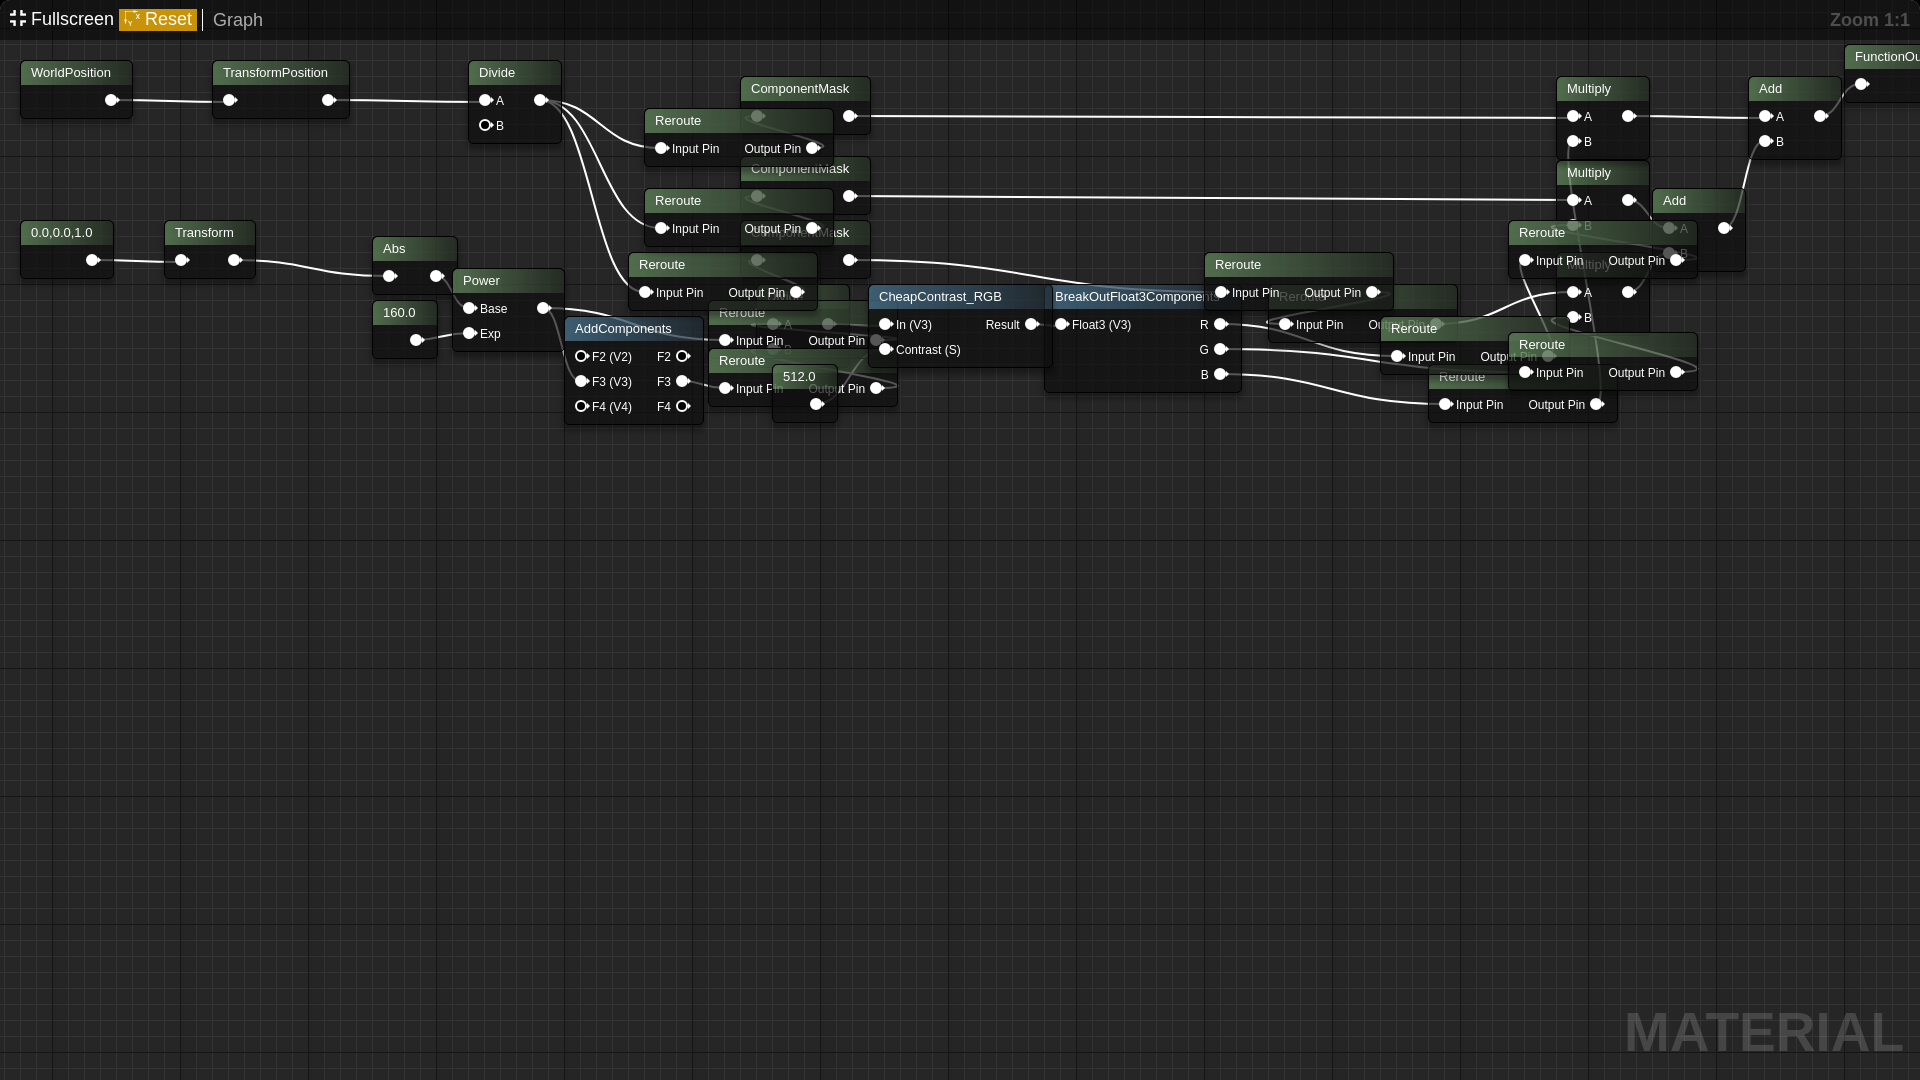 Fullscreen Reset Graph
Zoom 1:1
WorldPosition
TransformPosition
Divide
A
B
ComponentMask
Reroute
Input Pin Output Pin
ComponentMask
Reroute
Input Pin Output Pin
ComponentMask
Reroute
Input Pin Output Pin
Multiply
A
B
Multiply
A
B
Add
A
B
FunctionOu
Add
A
B
Reroute
Input Pin Output Pin
Multiply
A
B
0.0,0.0,1.0
Transform
Abs
160.0
Power
Base
Exp
AddComponents
F2 (V2) F2
F3 (V3) F3
F4 (V4) F4
A
B
Reroute
Input Pin Output Pin
Reroute
Input Pin Output Pin
512.0
CheapContrast_RGB
In (V3) Result
Contrast (S)
BreakOutFloat3Component
Float3 (V3) R
G
B
Reroute
Input Pin Output Pin
Reroute
Input Pin
Reroute
Input Pin Output Pin
Reroute
Input Pin Output Pin
Reroute
Input Pin Output Pin
MATERIAL